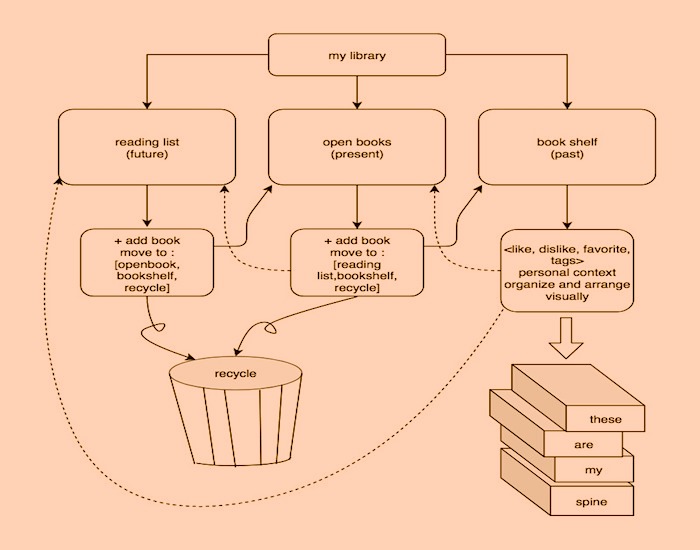 my library
reading list
(future)
open books
(present)
book shelf
(past)
+ add book
move to :
[openbook,
bookshelf,
recycle]
+ add book
move to :
[reading
list,bookshelf,
recycle]
<like, dislike, favorite,
tags>
personal context
organize and arrange
visually
recycle
these
are
my
spine